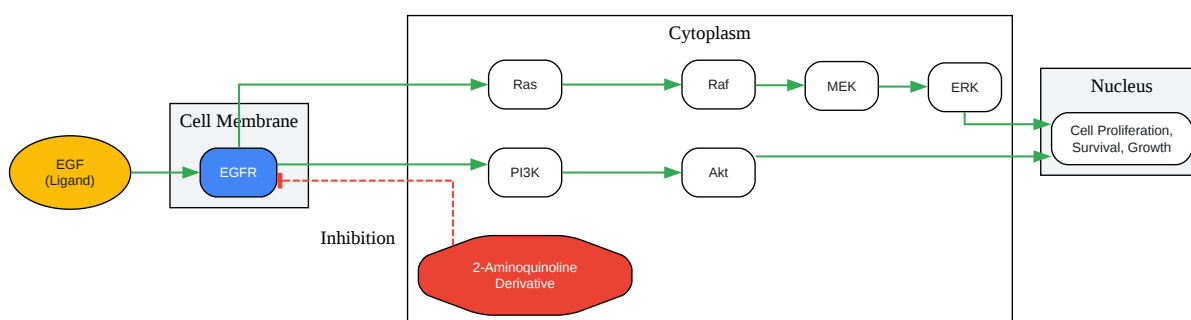 Cytoplasm
Ras
Raf
MEK
ERK
Nucleus
Cell Membrane
Cell Proliferation,
Survival, Growth
EGF
(Ligand)
EGFR
PI3K
Akt
Inhibition
2-Aminoquinoline
Derivative